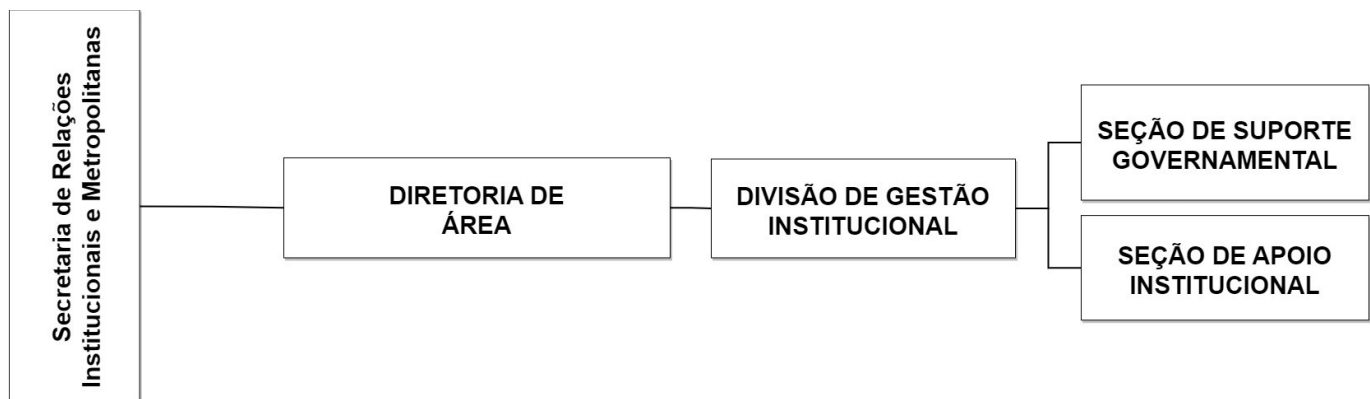 Secretaria de Relações
Institucionais e Metropolitanas
DIRETORIA DE
ÁREA
DIVISÃO DE GESTÃO
INSTITUCIONAL
SEÇÃO DE SUPORTE
GOVERNAMENTAL
SEÇÃO DE APOIO
INSTITUCIONAL